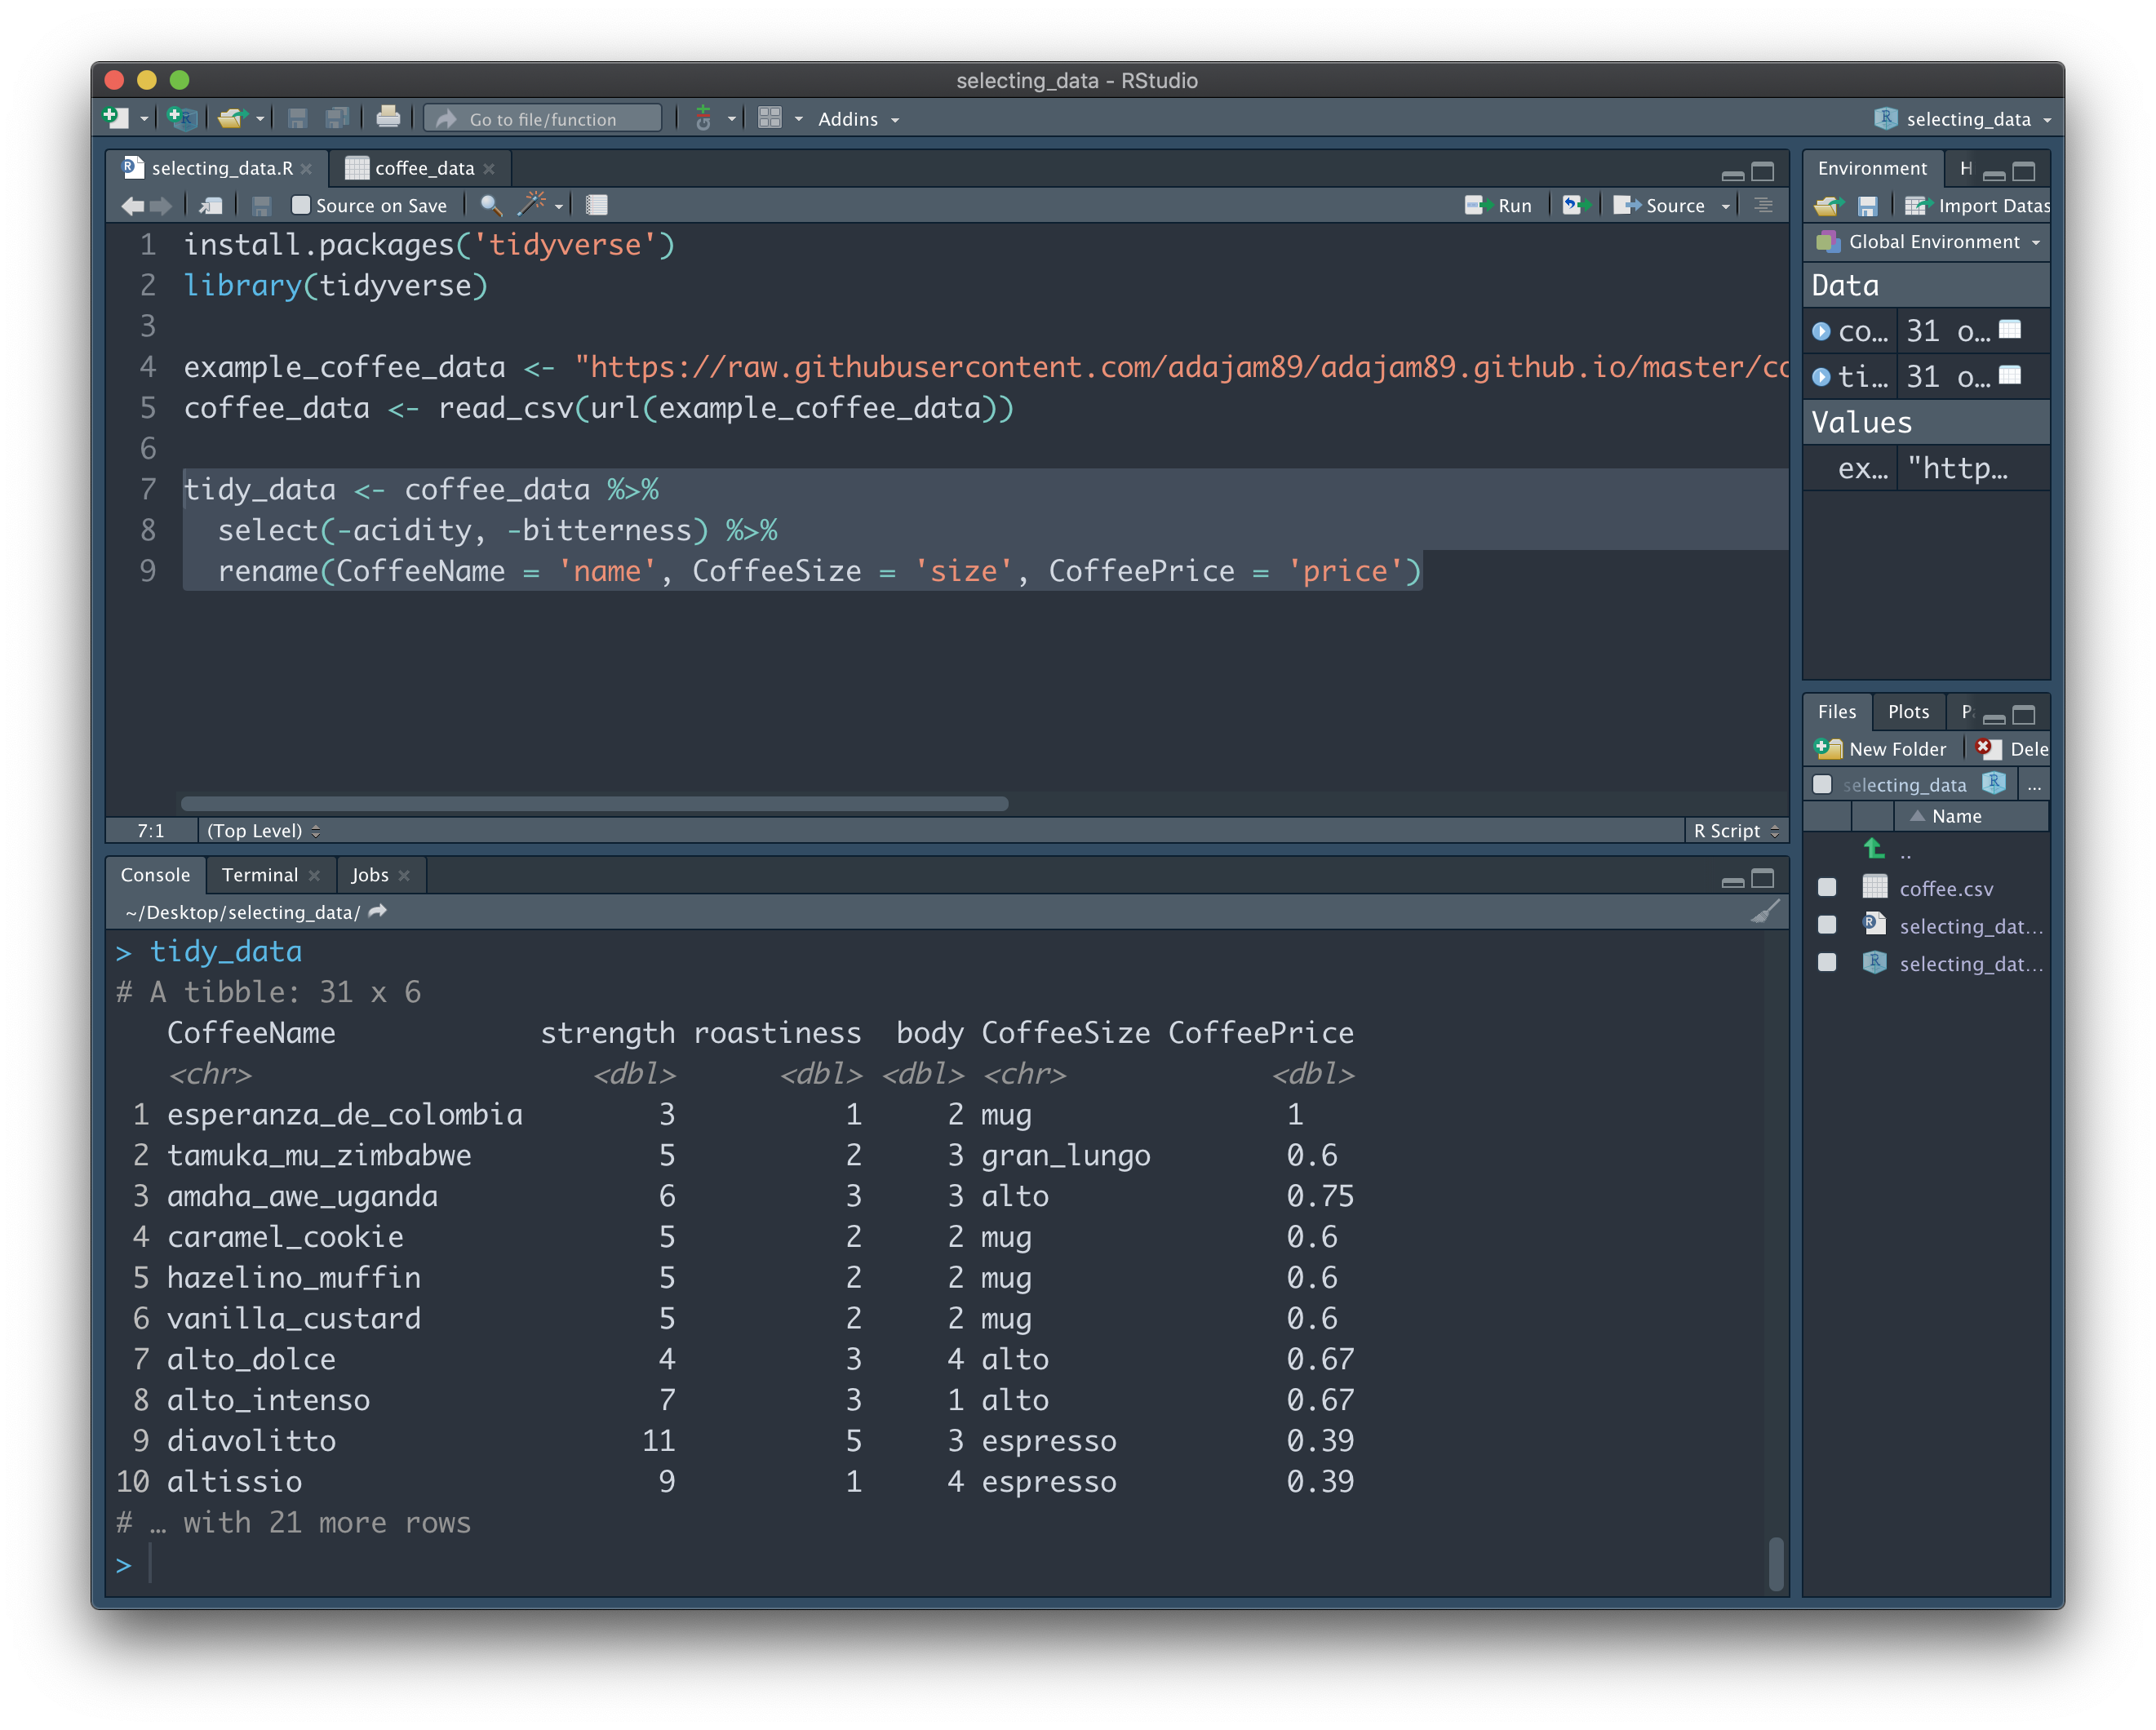 selecting_data - RStudio
Go to file/function
Addins
selecting_data
selecting_data.R
coffee_data
Source on Save
Run
Source
1 install.packages('tidyverse')
2 library(tidyverse)
3
4 example_coffee_data <- "https://raw.githubusercontent.com/adajam89/adajam89.github.io/master/co
5 coffee_data <- read_csv(url(example_coffee_data))
6
7 tidy_data <- coffee_data %>%
8 select(-acidity, -bitterness) %>%
9 rename(CoffeeName = 'name', CoffeeSize = 'size', CoffeePrice = 'price')
7:1 (Top Level) R Script
Console Terminal Jobs
~/Desktop/selecting_data/
> tidy_data
# A tibble: 31 x 6
CoffeeName strength roastiness body CoffeeSize CoffeePrice
<chr> <dbl> <dbl> <dbl> <chr> <dbl>
1 esperanza_de_colombia 3 1 2 mug 1
2 tamuka_mu_zimbabwe 5 2 3 gran_lungo 0.6
3 amaha_awe_uganda 6 3 3 alto 0.75
4 caramel_cookie 5 2 2 mug 0.6
5 hazelino_muffin 5 2 2 mug 0.6
6 vanilla_custard 5 2 2 mug 0.6
7 alto_dolce 4 3 4 alto 0.67
8 alto_intenso 7 3 1 alto 0.67
9 diavolitto 11 5 3 espresso 0.39
10 altissio 9 1 4 espresso 0.39
# … with 21 more rows
>
Environment H
Import Datas
Global Environment
Data
co… 31 o…
ti… 31 o…
Values
ex… "http…
Files Plots P
New Folder Dele
selecting_data ...
Name
..
coffee.csv
selecting_dat…
selecting_dat…